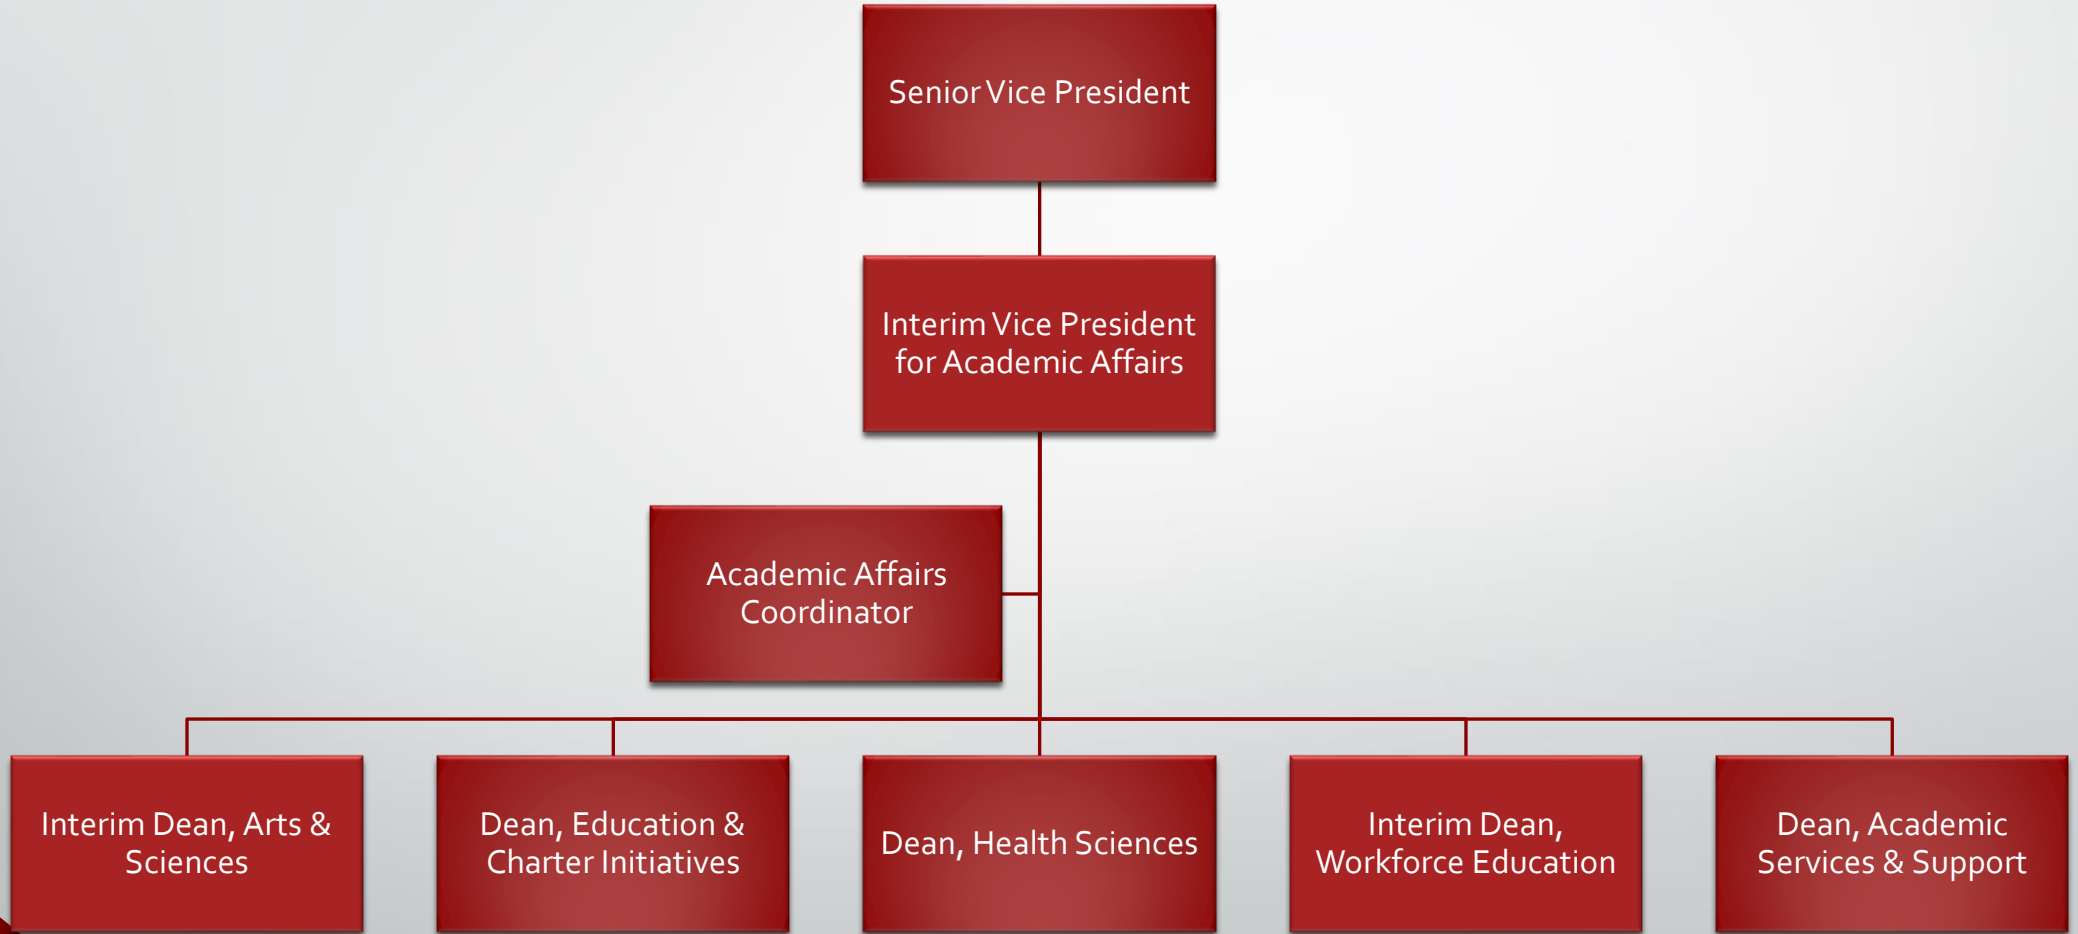 Senior Vice President
Interim Vice President
for Academic Affairs
Academic Affairs
Coordinator
Interim Dean, Arts &
Sciences
Dean, Education &
Charter Initiatives
Dean, Health Sciences
Interim Dean,
Workforce Education
Dean, Academic
Services & Support